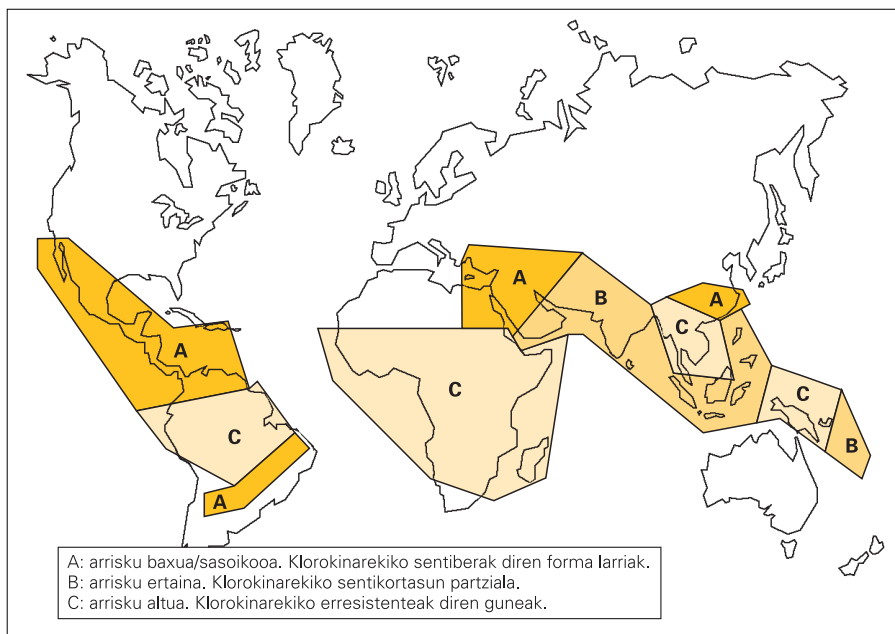 A
B
A
C
A
C
C
C
B
A
A: arrisku baxua/sasoikooa. Klorokinarekiko sentiberak diren forma larriak.
B: arrisku ertaina. Klorokinarekiko sentikortasun partziala.
C: arrisku altua. Klorokinarekiko erresistenteak diren guneak.